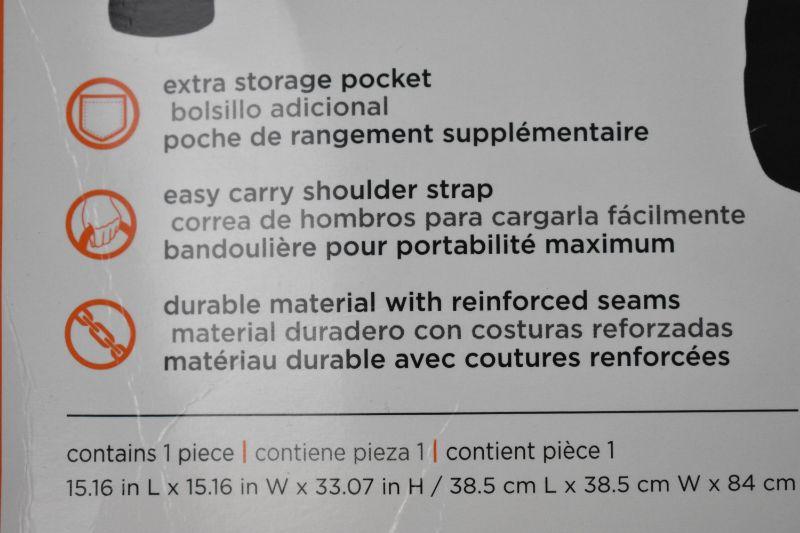 extra storage pocket
bolsillo adicional
poche de rangement supplémentaire
easy carry shoulder strap
correa de hombros para cargarla fácilmente
bandoulière pour portabilité maximum
durable material with reinforced seams
material duradero con costuras reforzadas
matériau durable avec coutures renforcées
contains 1 piece | contiene pieza 1 | contient pièce 1
15.16 in L x 15.16 in W x 33.07 in H / 38.5 cm L x 38.5 cm W x 84 cm